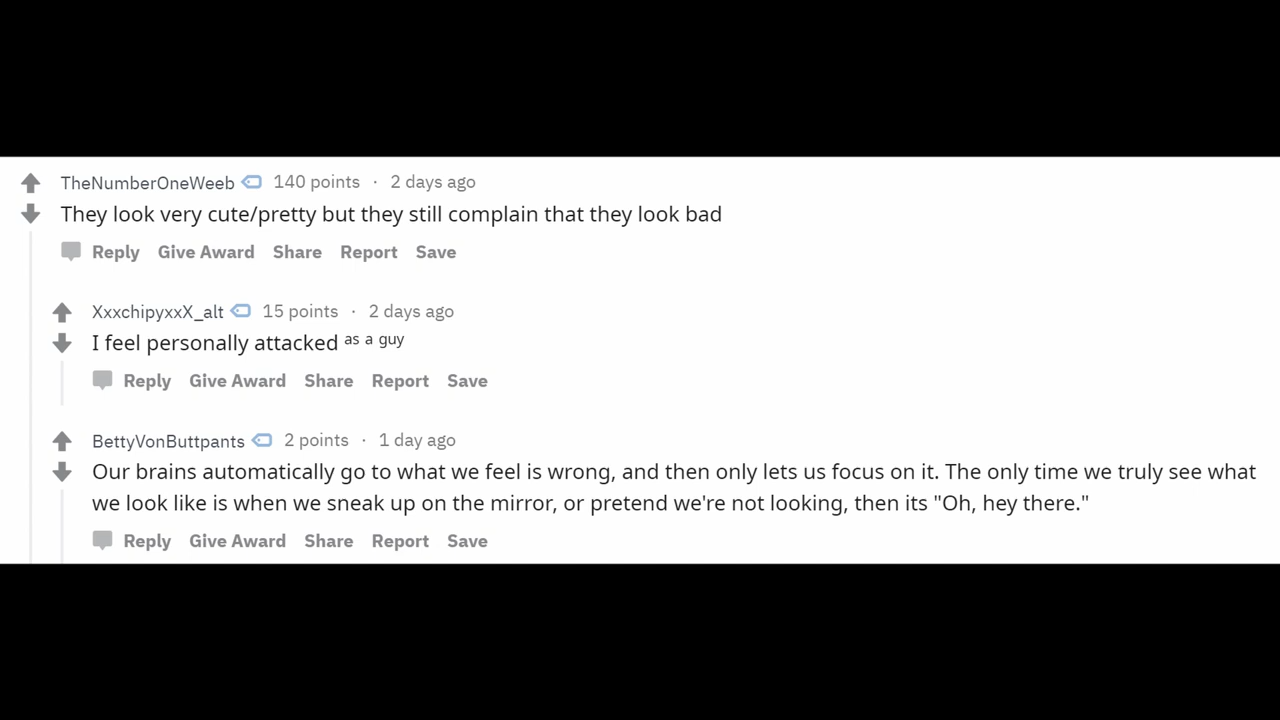 TheNumberOneWeeb 140 points · 2 days ago
They look very cute/pretty but they still complain that they look bad
Reply Give Award Share Report Save
XxxchipyxxX_alt 15 points · 2 days ago
I feel personally attacked as a guy
Reply Give Award Share Report Save
BettyVonButtpants 2 points · 1 day ago
Our brains automatically go to what we feel is wrong, and then only lets us focus on it. The only time we truly see what
we look like is when we sneak up on the mirror, or pretend we're not looking, then its "Oh, hey there."
Reply Give Award Share Report Save